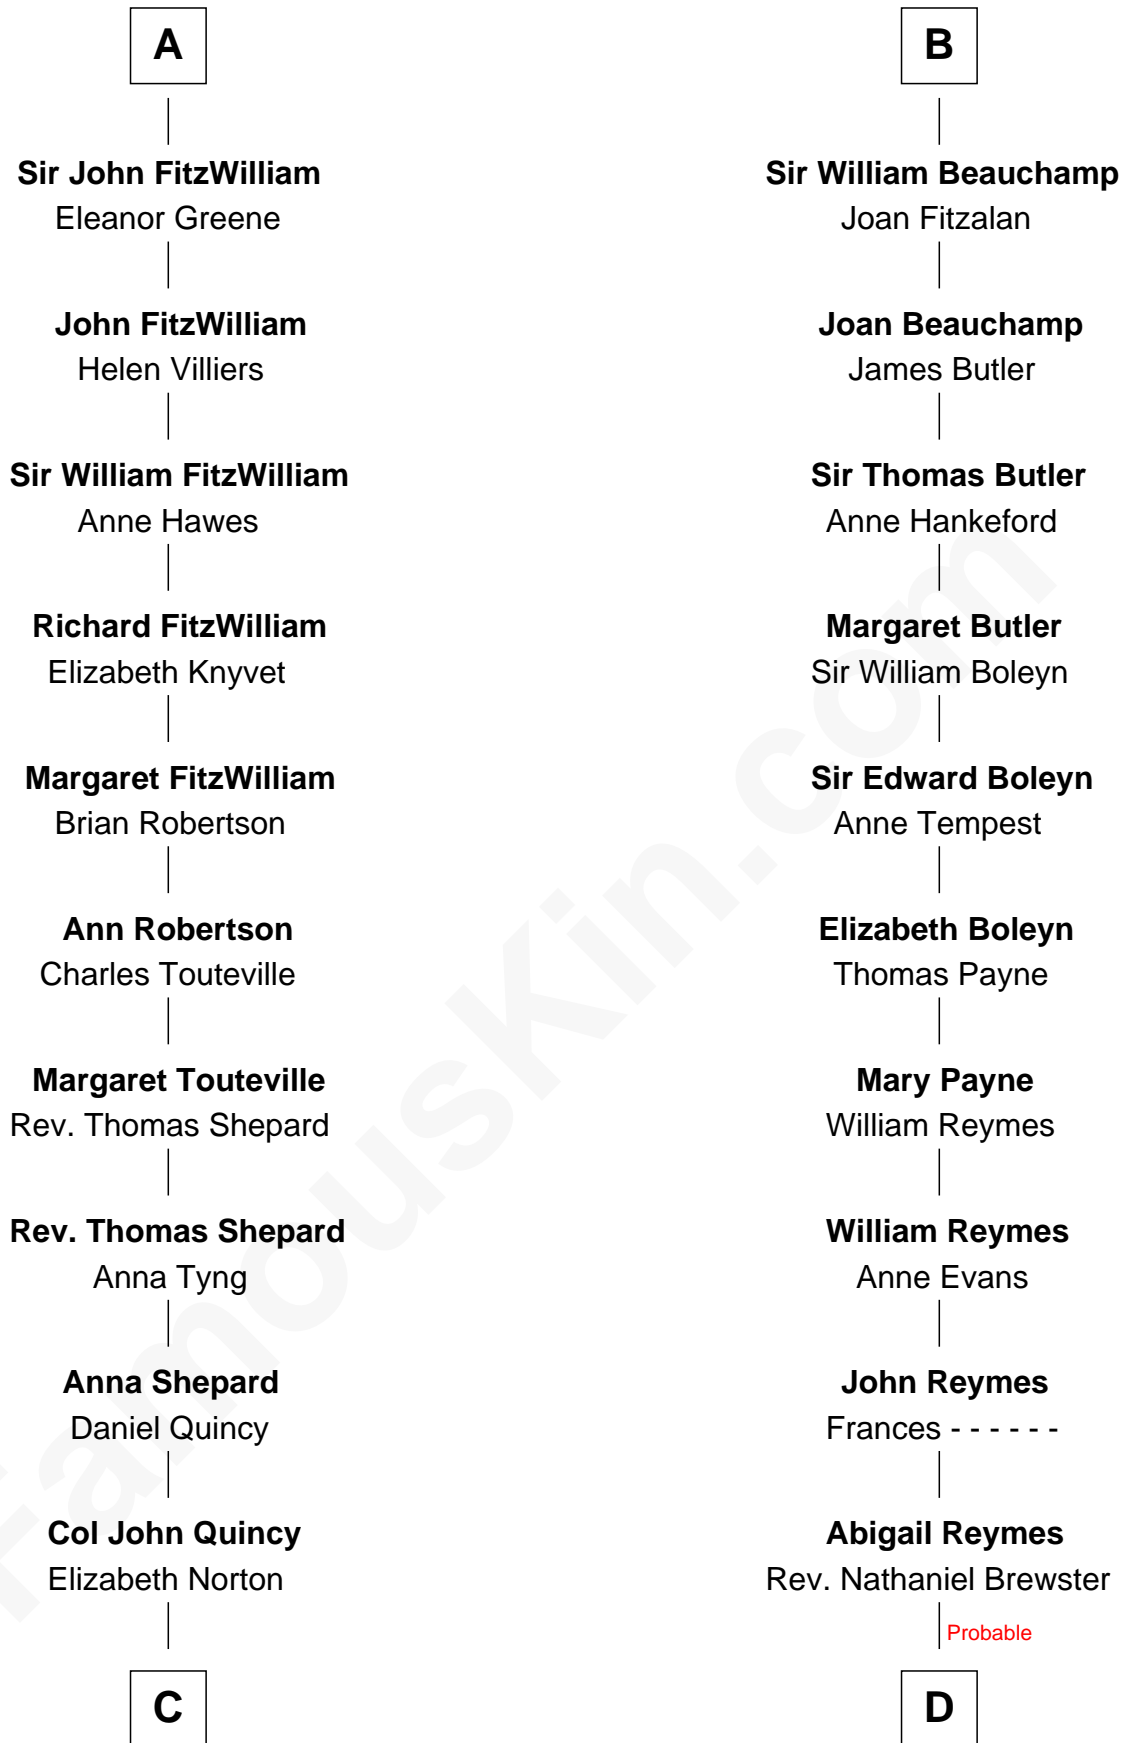 A
Sir John FitzWilliam
Eleanor Greene
John FitzWilliam
Helen Villiers
Sir William FitzWilliam
Anne Hawes
Richard FitzWilliam
Elizabeth Knyvet
Margaret FitzWilliam
Brian Robertson
Ann Robertson
Charles Touteville
Margaret Touteville
Rev. Thomas Shepard
Rev. Thomas Shepard
Anna Tyng
Anna Shepard
Daniel Quincy
Col John Quincy
Elizabeth Norton
C
B
Sir William Beauchamp
Joan Fitzalan
Joan Beauchamp
James Butler
Sir Thomas Butler
Anne Hankeford
Margaret Butler
Sir William Boleyn
Sir Edward Boleyn
Anne Tempest
Elizabeth Boleyn
Thomas Payne
Mary Payne
William Reymes
William Reymes
Anne Evans
John Reymes
Frances - - - - - -
Abigail Reymes
Rev. Nathaniel Brewster
Probable
D
FamousKin.com